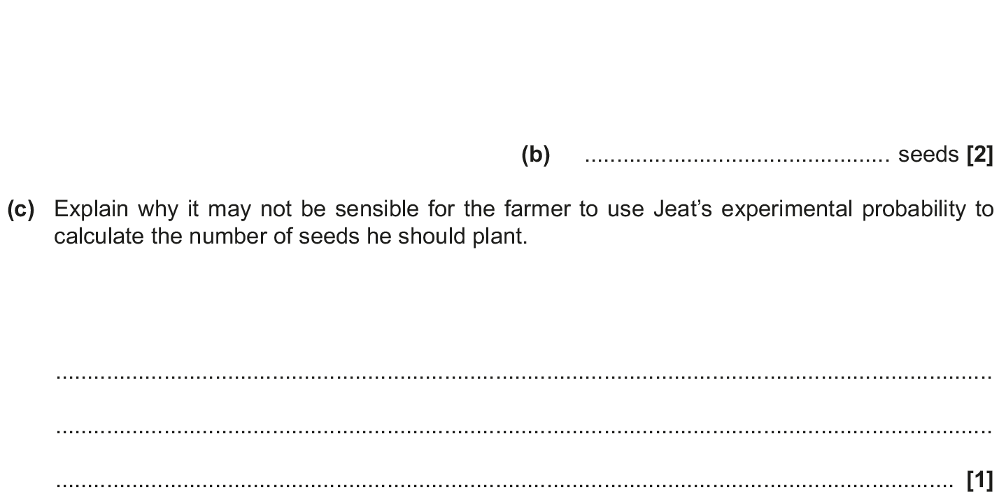 (b) ................................................ seeds [2]
(c) Explain why it may not be sensible for the farmer to use Jeat’s experimental probability to
calculate the number of seeds he should plant.
....................................................................................................................................................
....................................................................................................................................................
.............................................................................................................................................. [1]